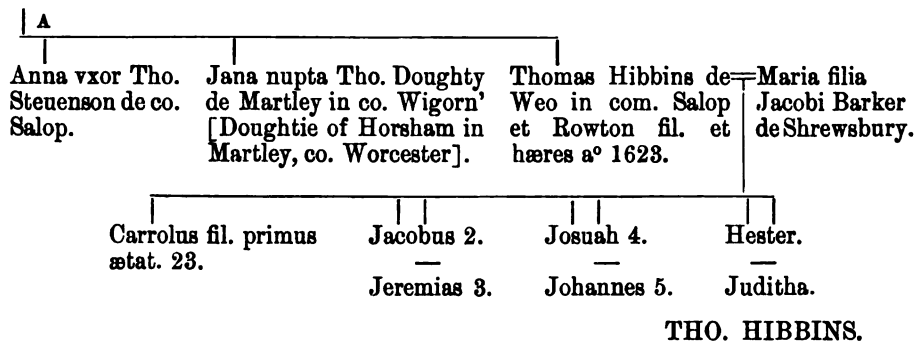 A
Anna vxor Tho.
Steuenson de co.
Salop.
Jana nupta Tho. Doughty
de Martley in co. Wigorn'
[Doughtie of Horsham in
Martley, co. Worcester].
Thomas Hibbins de
Weo in com. Salop
et Rowton fil. et
hæres aº 1623.
Maria filia
Jacobi Barker
de Shrewsbury.
Carrolus fil. primus
ætat. 23.
Jacobus 2.
Jeremias 3.
Josuah 4.
Johannes 5.
Hester.
Juditha.
THO. HIBBINS.